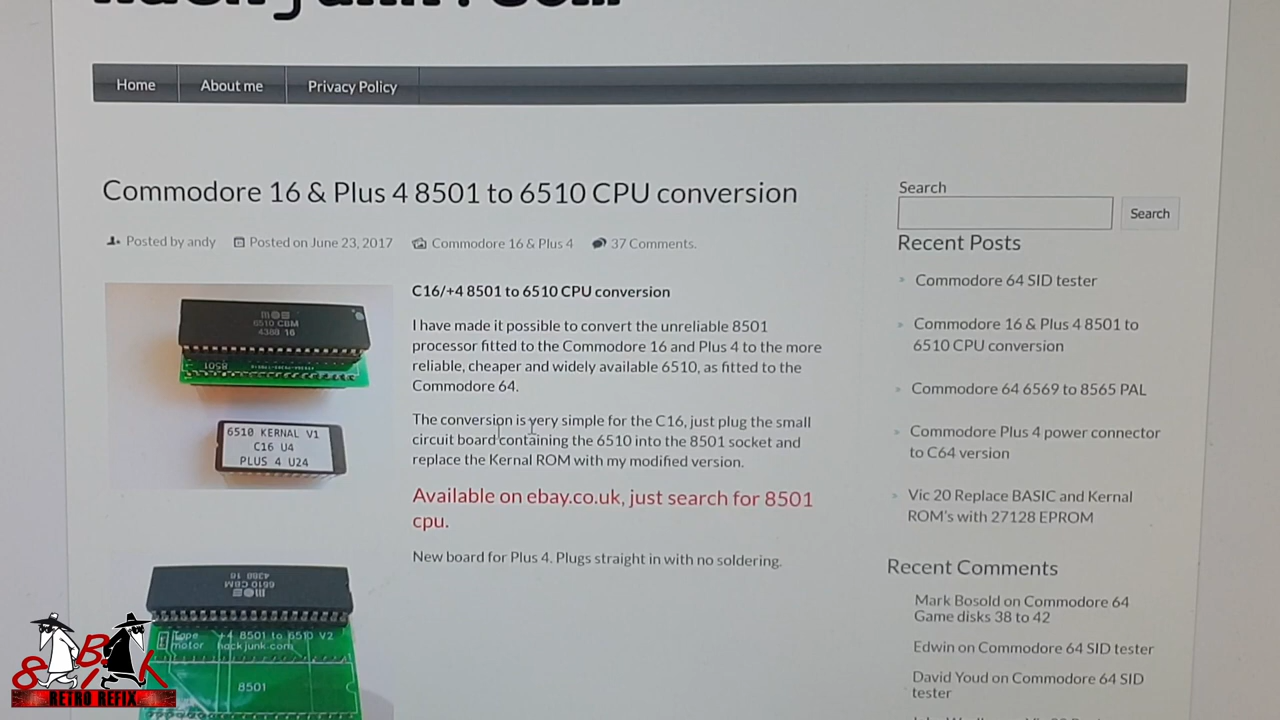 hackjunk.com
Home About me Privacy Policy
Commodore 16 & Plus 4 8501 to 6510 CPU conversion
Posted by andy Posted on June 23, 2017 Commodore 16 & Plus 4 37 Comments.
C16/+4 8501 to 6510 CPU conversion
I have made it possible to convert the unreliable 8501
processor fitted to the Commodore 16 and Plus 4 to the more
reliable, cheaper and widely available 6510, as fitted to the
Commodore 64.
The conversion is very simple for the C16, just plug the small
circuit board containing the 6510 into the 8501 socket and
replace the Kernal ROM with my modified version.
Available on ebay.co.uk, just search for 8501
cpu.
New board for Plus 4. Plugs straight in with no soldering.
mos
6510 CBM
4388 16
8501
6510 KERNAL V1
C16 U4
PLUS 4 U24
mos
6510 CBM
4388 16
Tape +4 8501 to 6510 V2
motor hackjunk.com
8501
Search
Search
Recent Posts
Commodore 64 SID tester
Commodore 16 & Plus 4 8501 to
6510 CPU conversion
Commodore 64 6569 to 8565 PAL
Commodore Plus 4 power connector
to C64 version
Vic 20 Replace BASIC and Kernal
ROM's with 27128 EPROM
Recent Comments
Mark Bosold on Commodore 64
Game disks 38 to 42
Edwin on Commodore 64 SID tester
David Youd on Commodore 64 SID
tester
8 Bit
RETRO REFIX